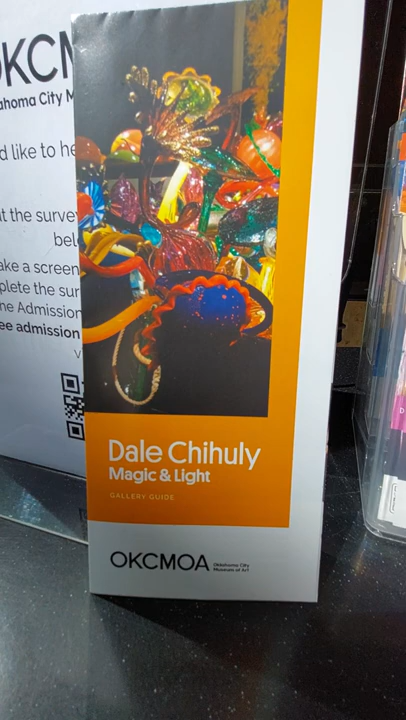 OKCM
ahoma City M
d like to he
t the surve
bel
ake a screen
plete the sur
he Admission
ee admission
Dale Chihuly
Magic & Light
GALLERY GUIDE
OKCMOA Oklahoma City
Museum of Art